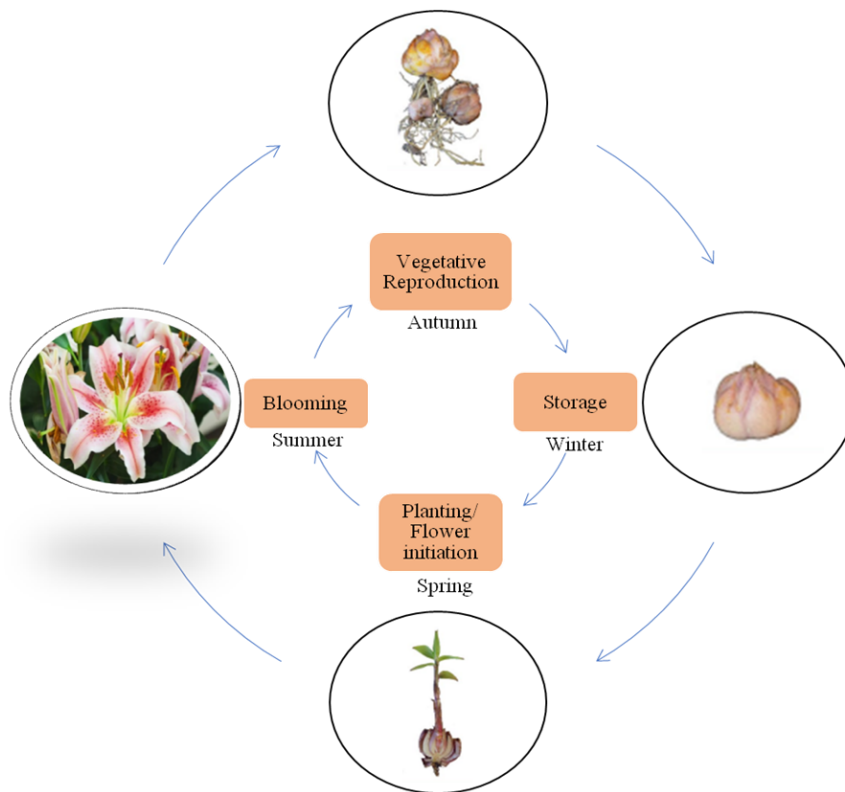 Vegetative
Reproduction
Autumn
Blooming
Summer
Storage
Winter
Planting/
Flower
initiation
Spring